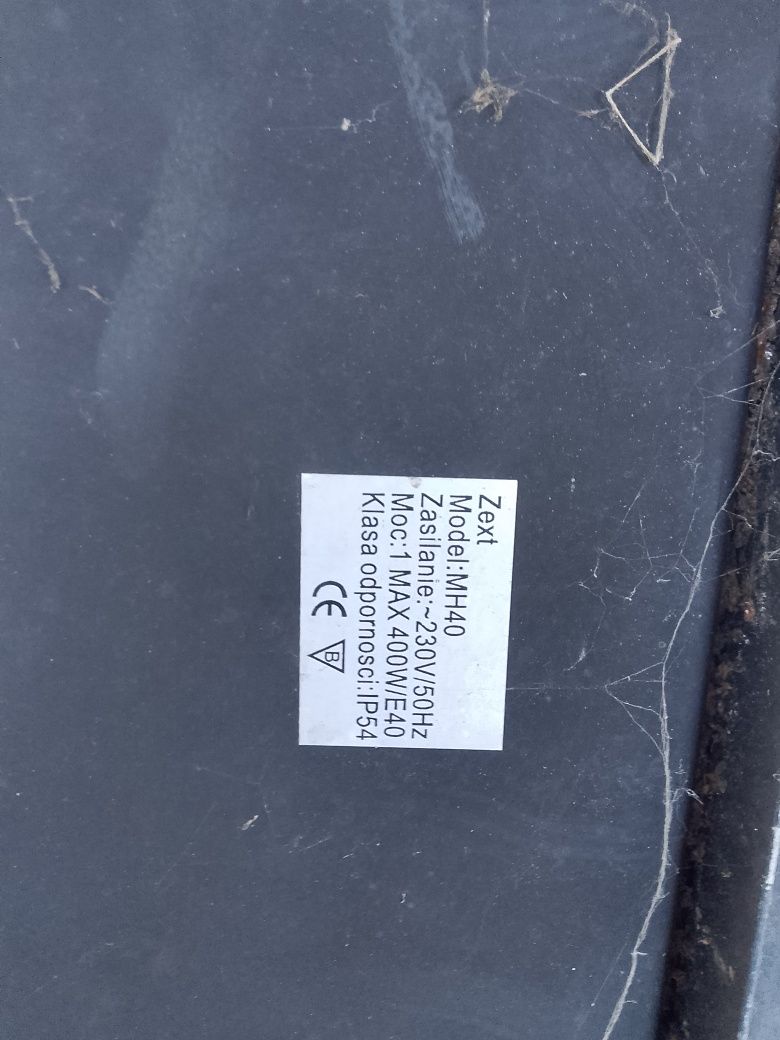 Zext
Model:MH40
Zasilanie:~230V/50Hz
Moc:1 MAX 400W/E40
Klasa odpornosci:IP54
CE B